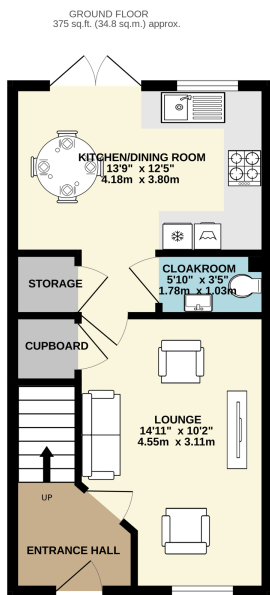 GROUND FLOOR
375 sq.ft. (34.8 sq.m.) approx.
KITCHEN/DINING ROOM
13'9" x 12'5"
4.18m x 3.80m
STORAGE
CLOAKROOM
5'10" x 3'5"
1.78m x 1.03m
CUPBOARD
LOUNGE
14'11" x 10'2"
4.55m x 3.11m
UP
ENTRANCE HALL